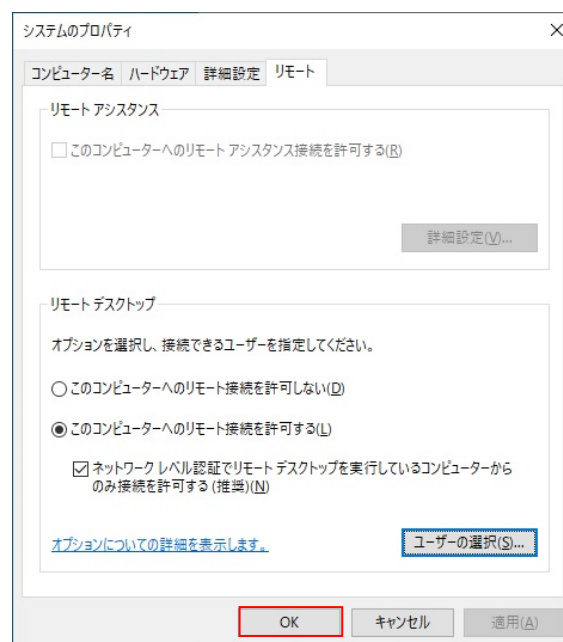 システムのプロパティ
コンピューター名 ハードウェア 詳細設定 リモート
リモート アシスタンス
このコンピューターへのリモート アシスタンス接続を許可する(R)
詳細設定(V)...
リモート デスクトップ
オプションを選択し、接続できるユーザーを指定してください。
このコンピューターへのリモート接続を許可しない(D)
このコンピューターへのリモート接続を許可する(L)
ネットワーク レベル認証でリモート デスクトップを実行しているコンピューターから
のみ接続を許可する (推奨)(N)
オプションについての詳細を表示します。
ユーザーの選択(S)...
OK キャンセル 適用(A)